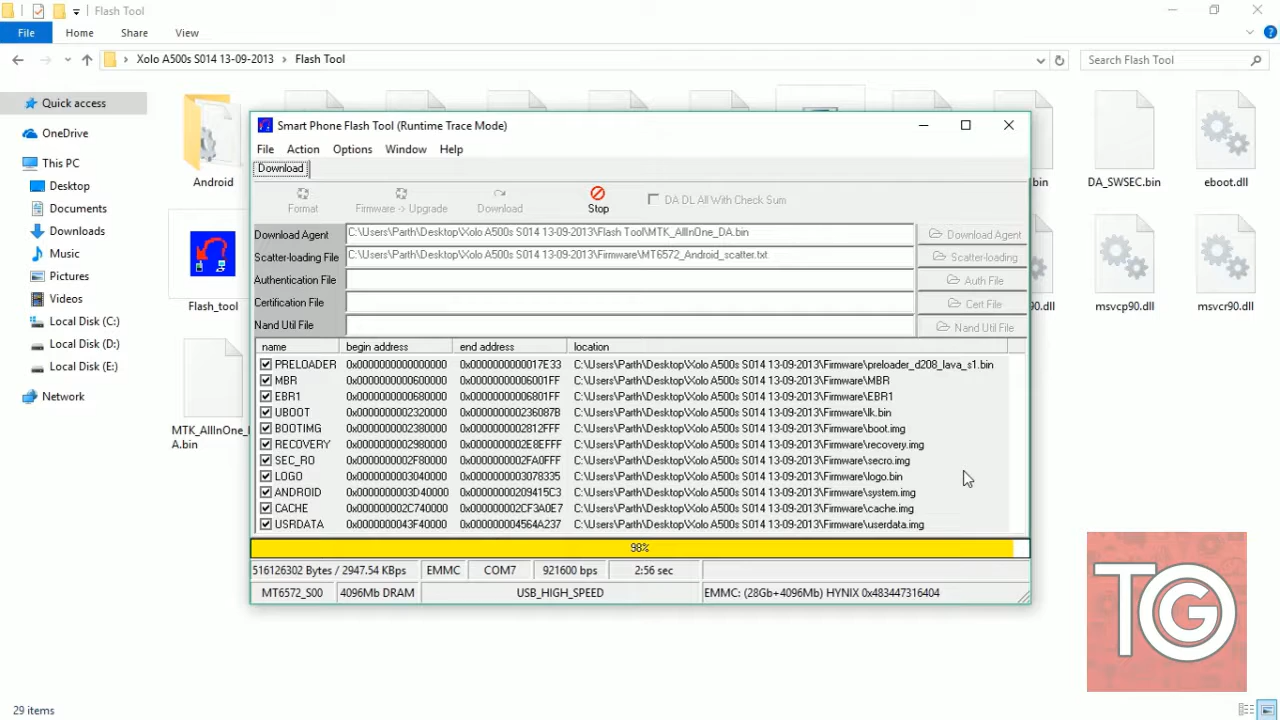 Flash Tool
File Home Share View
Xolo A500s S014 13-09-2013 > Flash Tool
Search Flash Tool
Quick access
OneDrive
This PC
Desktop
Documents
Downloads
Music
Pictures
Videos
Local Disk (C:)
Local Disk (D:)
Local Disk (E:)
Network
Android
Flash_tool
MTK_AllInOne_
A.bin
bin
DA_SWSEC.bin
eboot.dll
.dll
msvcp90.dll
msvcr90.dll
Smart Phone Flash Tool (Runtime Trace Mode)
File Action Options Window Help
Download
Format Firmware -> Upgrade Download Stop DA DL All With Check Sum
Download Agent C:\Users\Parth\Desktop\Xolo A500s S014 13-09-2013\Flash Tool\MTK_AllInOne_DA.bin Download Agent
Scatter-loading File C:\Users\Parth\Desktop\Xolo A500s S014 13-09-2013\Firmware\MT6572_Android_scatter.txt Scatter-loading
Authentication File Auth File
Certification File Cert File
Nand Util File Nand Util File
name begin address end address location
PRELOADER 0x0000000000000000 0x0000000000017E33 C:\Users\Parth\Desktop\Xolo A500s S014 13-09-2013\Firmware\preloader_d208_lava_s1.bin
MBR 0x0000000000600000 0x00000000006001FF C:\Users\Parth\Desktop\Xolo A500s S014 13-09-2013\Firmware\MBR
EBR1 0x0000000000680000 0x00000000006801FF C:\Users\Parth\Desktop\Xolo A500s S014 13-09-2013\Firmware\EBR1
UBOOT 0x0000000002320000 0x000000000236087B C:\Users\Parth\Desktop\Xolo A500s S014 13-09-2013\Firmware\lk.bin
BOOTIMG 0x0000000002380000 0x0000000002812FFF C:\Users\Parth\Desktop\Xolo A500s S014 13-09-2013\Firmware\boot.img
RECOVERY 0x0000000002980000 0x0000000002E8EFFF C:\Users\Parth\Desktop\Xolo A500s S014 13-09-2013\Firmware\recovery.img
SEC_RO 0x0000000002F80000 0x0000000002FA0FFF C:\Users\Parth\Desktop\Xolo A500s S014 13-09-2013\Firmware\secro.img
LOGO 0x0000000003040000 0x0000000003078335 C:\Users\Parth\Desktop\Xolo A500s S014 13-09-2013\Firmware\logo.bin
ANDROID 0x0000000003D40000 0x00000000209415C3 C:\Users\Parth\Desktop\Xolo A500s S014 13-09-2013\Firmware\system.img
CACHE 0x000000002C740000 0x000000002CF3A0E7 C:\Users\Parth\Desktop\Xolo A500s S014 13-09-2013\Firmware\cache.img
USRDATA 0x0000000043F40000 0x000000004564A237 C:\Users\Parth\Desktop\Xolo A500s S014 13-09-2013\Firmware\userdata.img
98%
516126302 Bytes / 2947.54 KBps EMMC COM7 921600 bps 2:56 sec
MT6572_S00 4096Mb DRAM USB_HIGH_SPEED EMMC: (28Gb+4096Mb) HYNIX 0x483447316404
29 items
TG